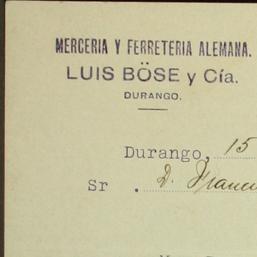 MERCERIA Y FERRETERIA ALEMANA.
LUIS BÖSE y Cía.
DURANGO.
Durango, 15
Sr. D.